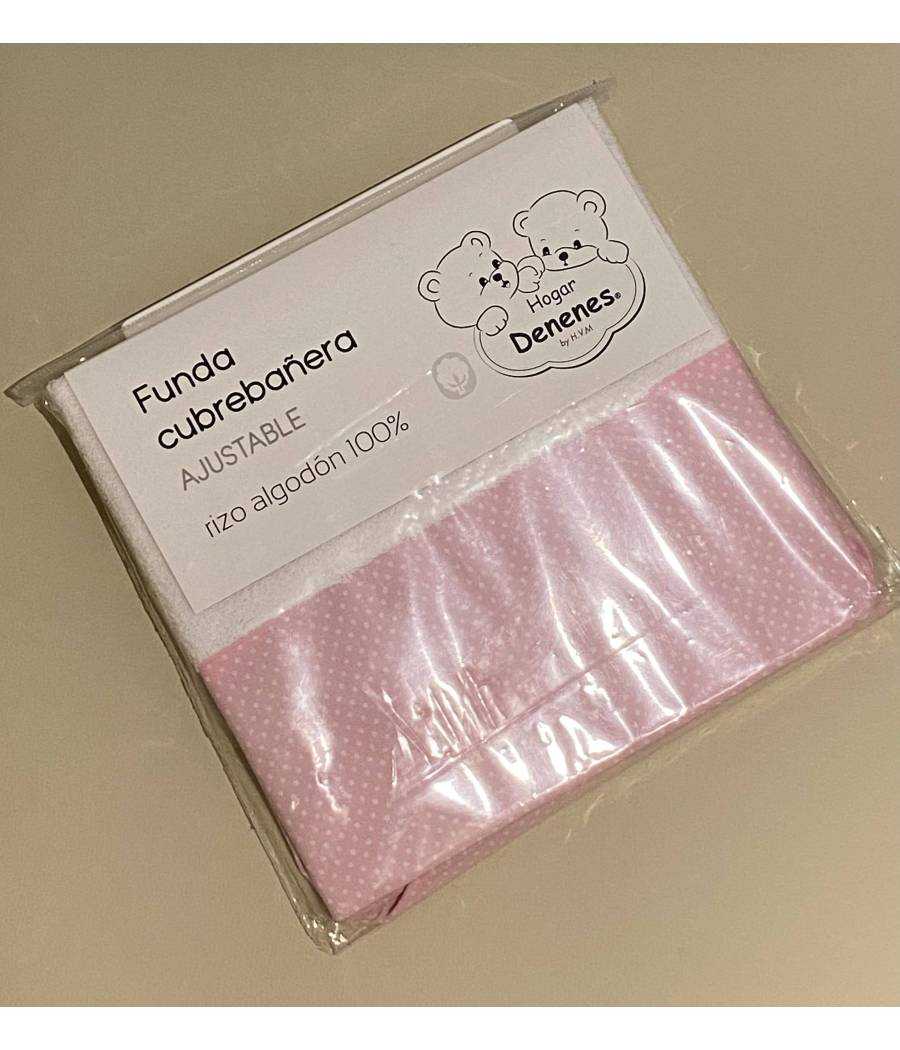 Funda
cubrebañera
AJUSTABLE
rizo algodón 100%
Hogar
Denenes®
by H.V.M